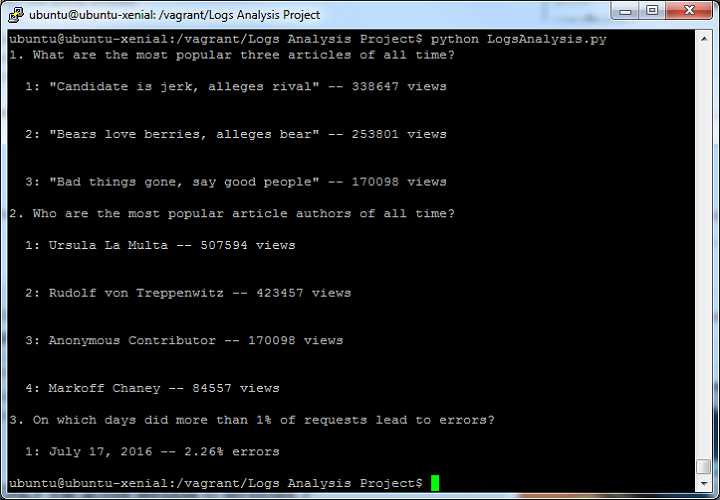 ubuntu@ubuntu-xenial: /vagrant/Logs Analysis Project
ubuntu@ubuntu-xenial:/vagrant/Logs Analysis Project$ python LogsAnalysis.py
1. What are the most popular three articles of all time?
1: "Candidate is jerk, alleges rival" -- 338647 views
2: "Bears love berries, alleges bear" -- 253801 views
3: "Bad things gone, say good people" -- 170098 views
2. Who are the most popular article authors of all time?
1: Ursula La Multa -- 507594 views
2: Rudolf von Treppenwitz -- 423457 views
3: Anonymous Contributor -- 170098 views
4: Markoff Chaney -- 84557 views
3. On which days did more than 1% of requests lead to errors?
1: July 17, 2016 -- 2.26% errors
ubuntu@ubuntu-xenial:/vagrant/Logs Analysis Project$